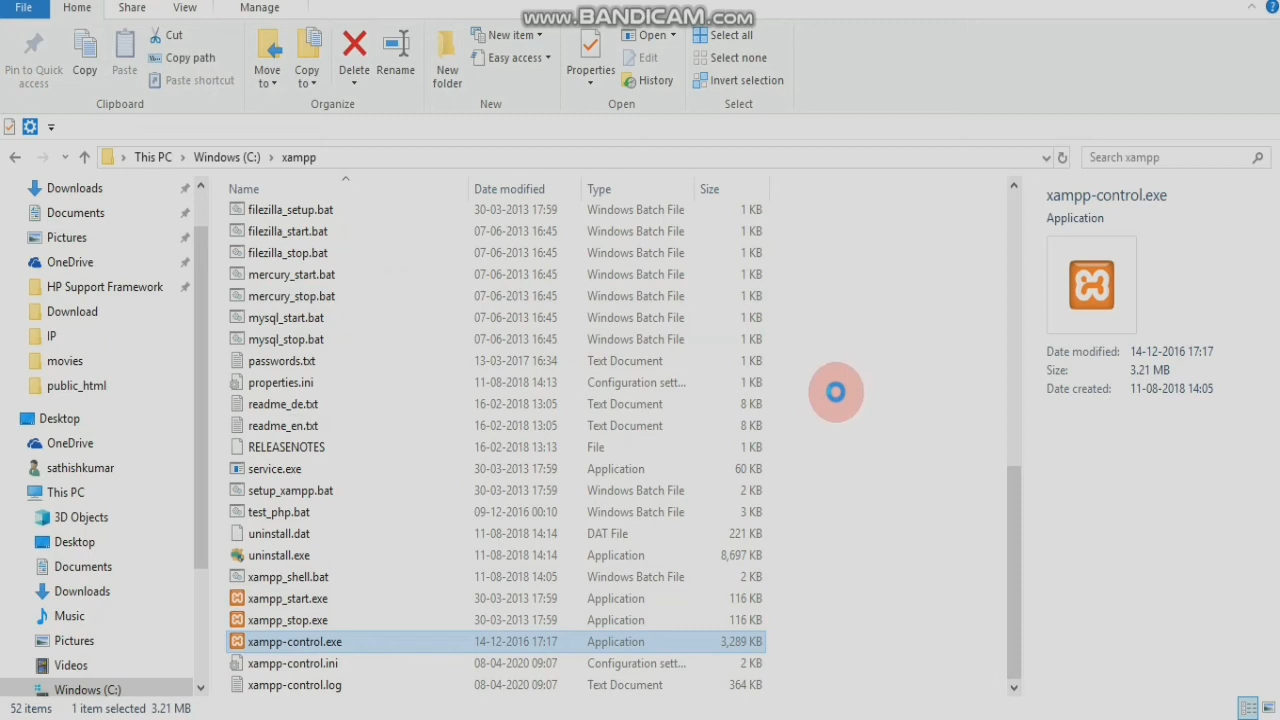 www.BANDICAM.com
File Home Share View Manage
Pin to Quick access
Copy
Paste
Cut
Copy path
Paste shortcut
Clipboard
Move to
Copy to
Delete
Rename
Organize
New folder
New item
Easy access
New
Properties
Open
Edit
History
Open
Select all
Select none
Invert selection
Select
This PC Windows (C:) xampp
Search xampp
Downloads
Documents
Pictures
OneDrive
HP Support Framework
Download
IP
movies
public_html
Desktop
OneDrive
sathishkumar
This PC
3D Objects
Desktop
Documents
Downloads
Music
Pictures
Videos
Windows (C:)
Name Date modified Type Size
filezilla_setup.bat 30-03-2013 17:59 Windows Batch File 1 KB
filezilla_start.bat 07-06-2013 16:45 Windows Batch File 1 KB
filezilla_stop.bat 07-06-2013 16:45 Windows Batch File 1 KB
mercury_start.bat 07-06-2013 16:45 Windows Batch File 1 KB
mercury_stop.bat 07-06-2013 16:45 Windows Batch File 1 KB
mysql_start.bat 07-06-2013 16:45 Windows Batch File 1 KB
mysql_stop.bat 07-06-2013 16:45 Windows Batch File 1 KB
passwords.txt 13-03-2017 16:34 Text Document 1 KB
properties.ini 11-08-2018 14:13 Configuration sett... 1 KB
readme_de.txt 16-02-2018 13:05 Text Document 8 KB
readme_en.txt 16-02-2018 13:05 Text Document 8 KB
RELEASENOTES 16-02-2018 13:13 File 1 KB
service.exe 30-03-2013 17:59 Application 60 KB
setup_xampp.bat 30-03-2013 17:59 Windows Batch File 2 KB
test_php.bat 09-12-2016 00:10 Windows Batch File 3 KB
uninstall.dat 11-08-2018 14:14 DAT File 221 KB
uninstall.exe 11-08-2018 14:14 Application 8,697 KB
xampp_shell.bat 11-08-2018 14:05 Windows Batch File 2 KB
xampp_start.exe 30-03-2013 17:59 Application 116 KB
xampp_stop.exe 30-03-2013 17:59 Application 116 KB
xampp-control.exe 14-12-2016 17:17 Application 3,289 KB
xampp-control.ini 08-04-2020 09:07 Configuration sett... 2 KB
xampp-control.log 08-04-2020 09:07 Text Document 364 KB
xampp-control.exe
Application
Date modified: 14-12-2016 17:17
Size: 3.21 MB
Date created: 11-08-2018 14:05
52 items 1 item selected 3.21 MB